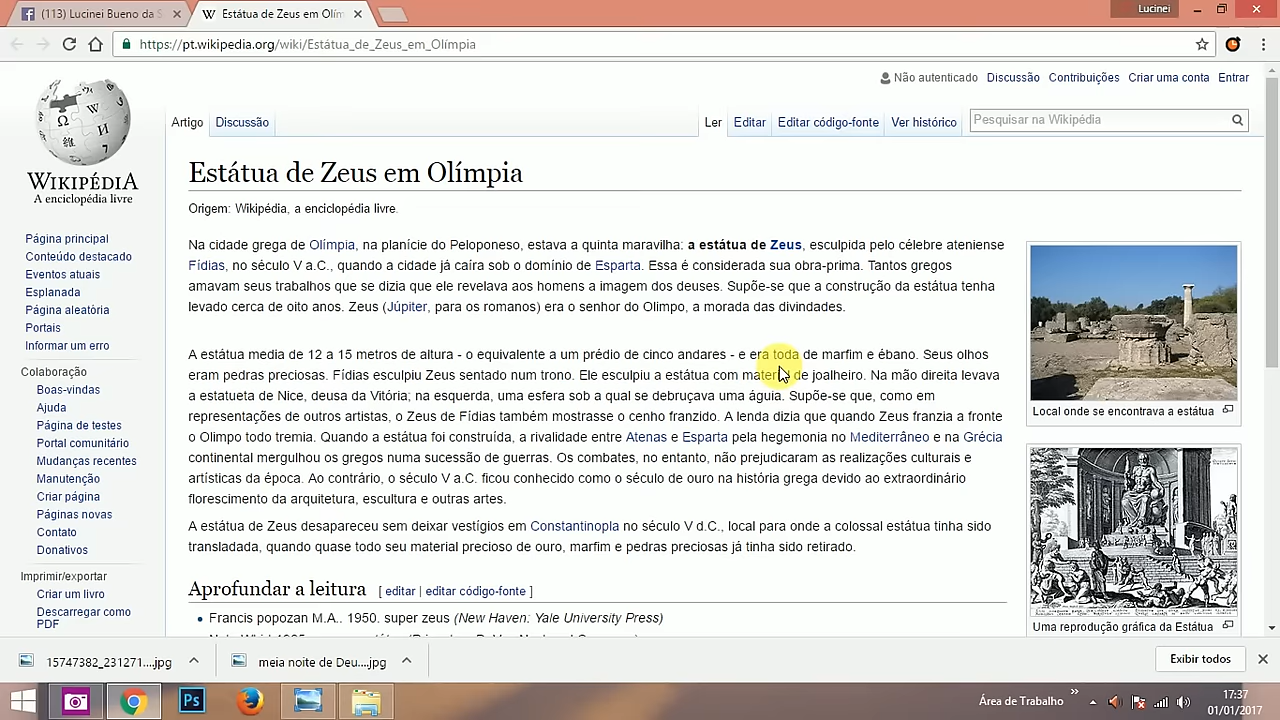 (113) Lucinei Bueno da S
Estátua de Zeus em Olím
Lucinei
https://pt.wikipedia.org/wiki/Estátua_de_Zeus_em_Olímpia
Não autenticado Discussão Contribuições Criar uma conta Entrar
Artigo Discussão Ler Editar Editar código-fonte Ver histórico Pesquisar na Wikipédia
WIKIPÉDIA
A enciclopédia livre
Página principal
Conteúdo destacado
Eventos atuais
Esplanada
Página aleatória
Portais
Informar um erro
Colaboração
Boas-vindas
Ajuda
Página de testes
Portal comunitário
Mudanças recentes
Manutenção
Criar página
Páginas novas
Contato
Donativos
Imprimir/exportar
Criar um livro
Descarregar como
PDF
Estátua de Zeus em Olímpia
Origem: Wikipédia, a enciclopédia livre.
Na cidade grega de Olímpia, na planície do Peloponeso, estava a quinta maravilha: a estátua de Zeus, esculpida pelo célebre ateniense
Fídias, no século V a.C., quando a cidade já caíra sob o domínio de Esparta. Essa é considerada sua obra-prima. Tantos gregos
amavam seus trabalhos que se dizia que ele revelava aos homens a imagem dos deuses. Supõe-se que a construção da estátua tenha
levado cerca de oito anos. Zeus (Júpiter, para os romanos) era o senhor do Olimpo, a morada das divindades.
A estátua media de 12 a 15 metros de altura - o equivalente a um prédio de cinco andares - e era toda de marfim e ébano. Seus olhos
eram pedras preciosas. Fídias esculpiu Zeus sentado num trono. Ele esculpiu a estátua com material de joalheiro. Na mão direita levava
a estatueta de Nice, deusa da Vitória; na esquerda, uma esfera sob a qual se debruçava uma águia. Supõe-se que, como em
representações de outros artistas, o Zeus de Fídias também mostrasse o cenho franzido. A lenda dizia que quando Zeus franzia a fronte
o Olimpo todo tremia. Quando a estátua foi construída, a rivalidade entre Atenas e Esparta pela hegemonia no Mediterrâneo e na Grécia
continental mergulhou os gregos numa sucessão de guerras. Os combates, no entanto, não prejudicaram as realizações culturais e
artísticas da época. Ao contrário, o século V a.C. ficou conhecido como o século de ouro na história grega devido ao extraordinário
florescimento da arquitetura, escultura e outras artes.
A estátua de Zeus desapareceu sem deixar vestígios em Constantinopla no século V d.C., local para onde a colossal estátua tinha sido
transladada, quando quase todo seu material precioso de ouro, marfim e pedras preciosas já tinha sido retirado.
Aprofundar a leitura [ editar | editar código-fonte ]
Francis popozan M.A.. 1950. super zeus (New Haven: Yale University Press)
Local onde se encontrava a estátua
Uma reprodução gráfica da Estátua
15747382_231271....jpg
meia noite de Deu....jpg
Exibir todos
Ps
Área de Trabalho
17:37
01/01/2017